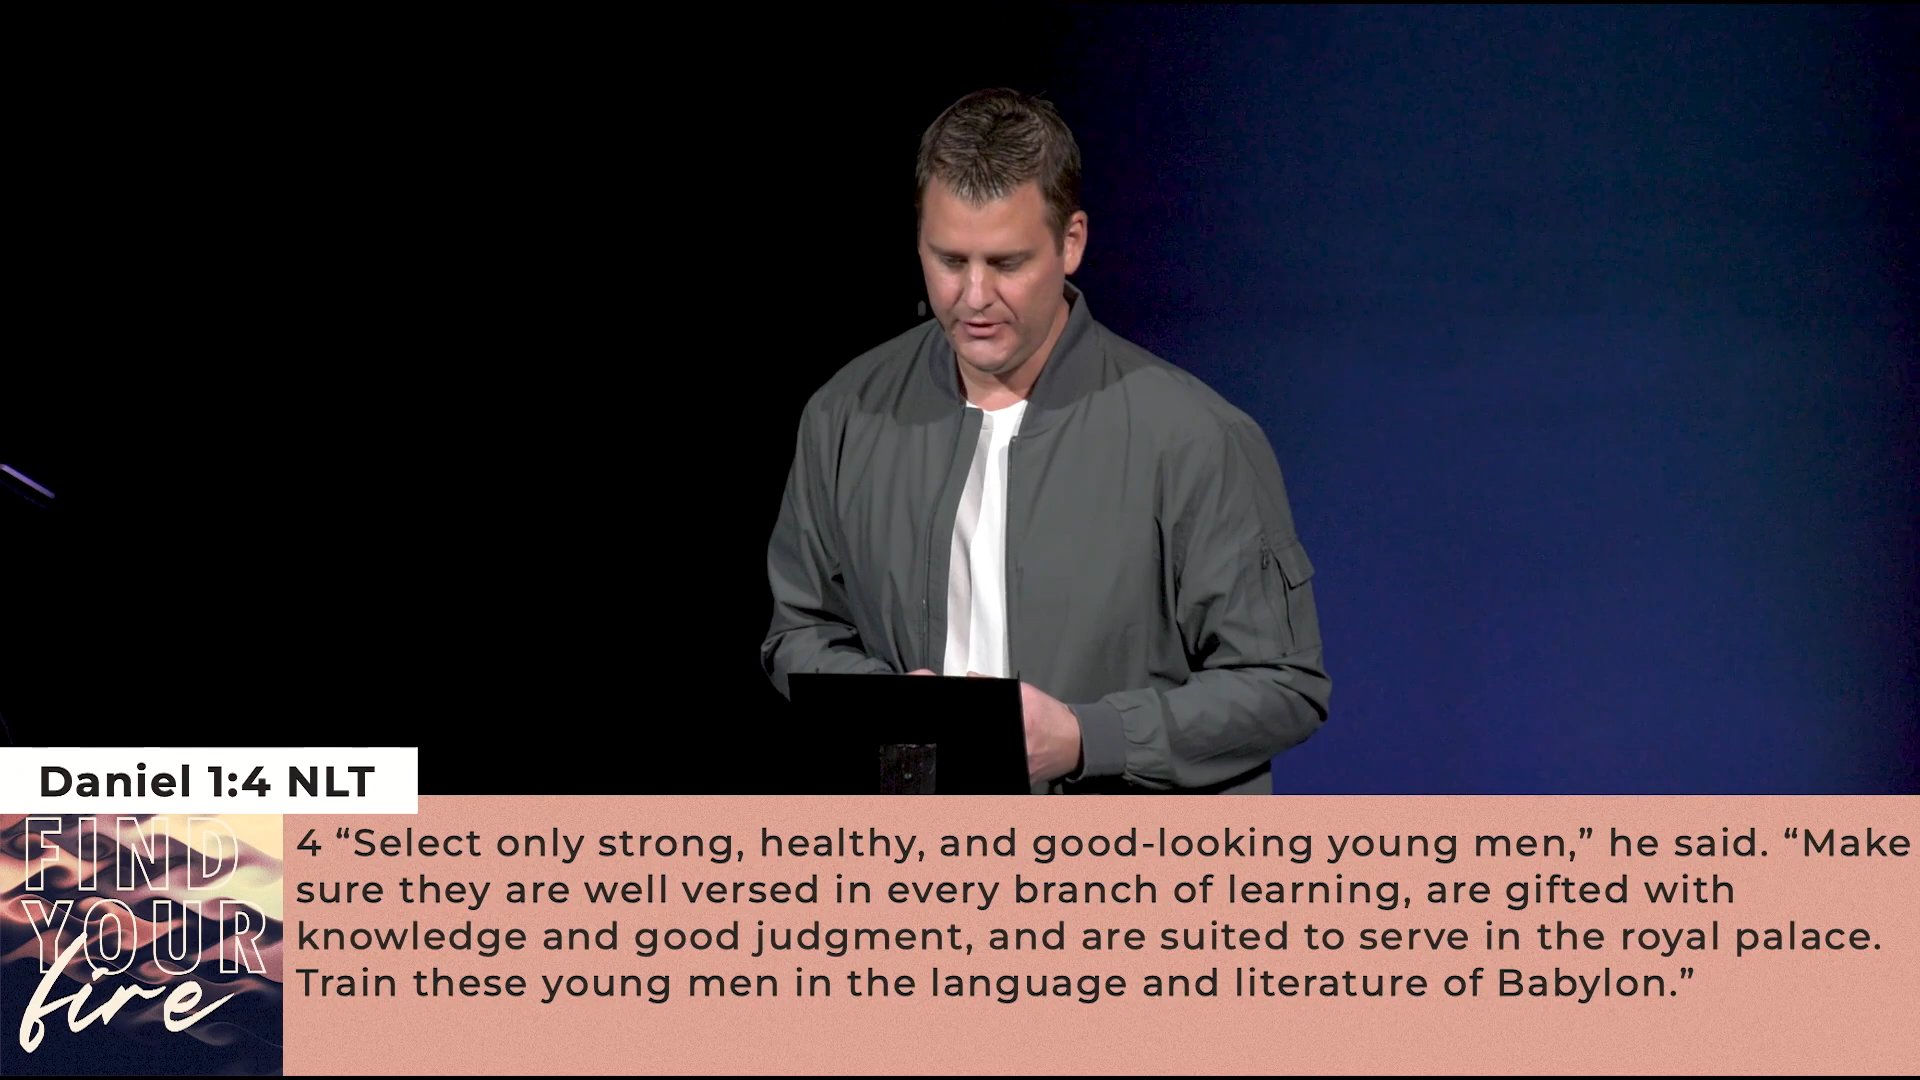 Daniel 1:4 NLT
FIND
YOUR
fire
4 “Select only strong, healthy, and good-looking young men,” he said. “Make
sure they are well versed in every branch of learning, are gifted with
knowledge and good judgment, and are suited to serve in the royal palace.
Train these young men in the language and literature of Babylon.”